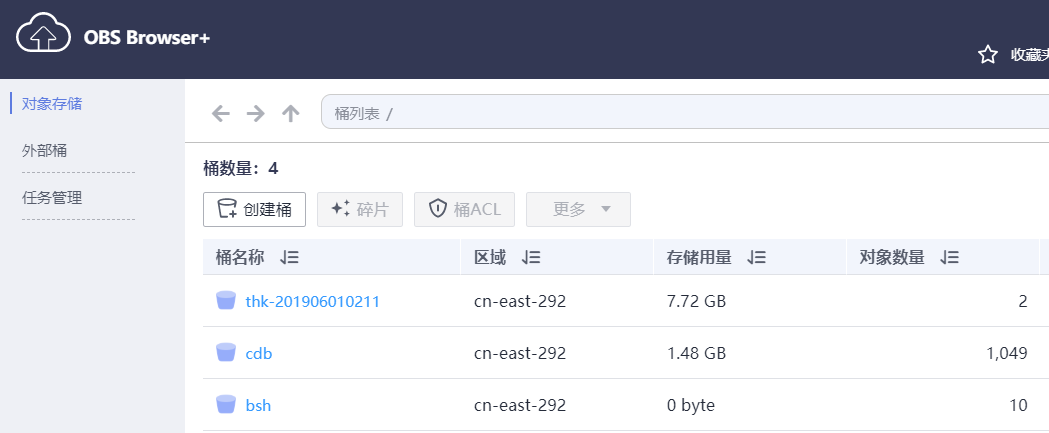 OBS Browser+
收藏夹
对象存储
外部桶
任务管理
桶列表 /
桶数量：4
创建桶 碎片 桶ACL 更多
桶名称 区域 存储用量 对象数量
thk-201906010211 cn-east-292 7.72 GB 2
cdb cn-east-292 1.48 GB 1,049
bsh cn-east-292 0 byte 10